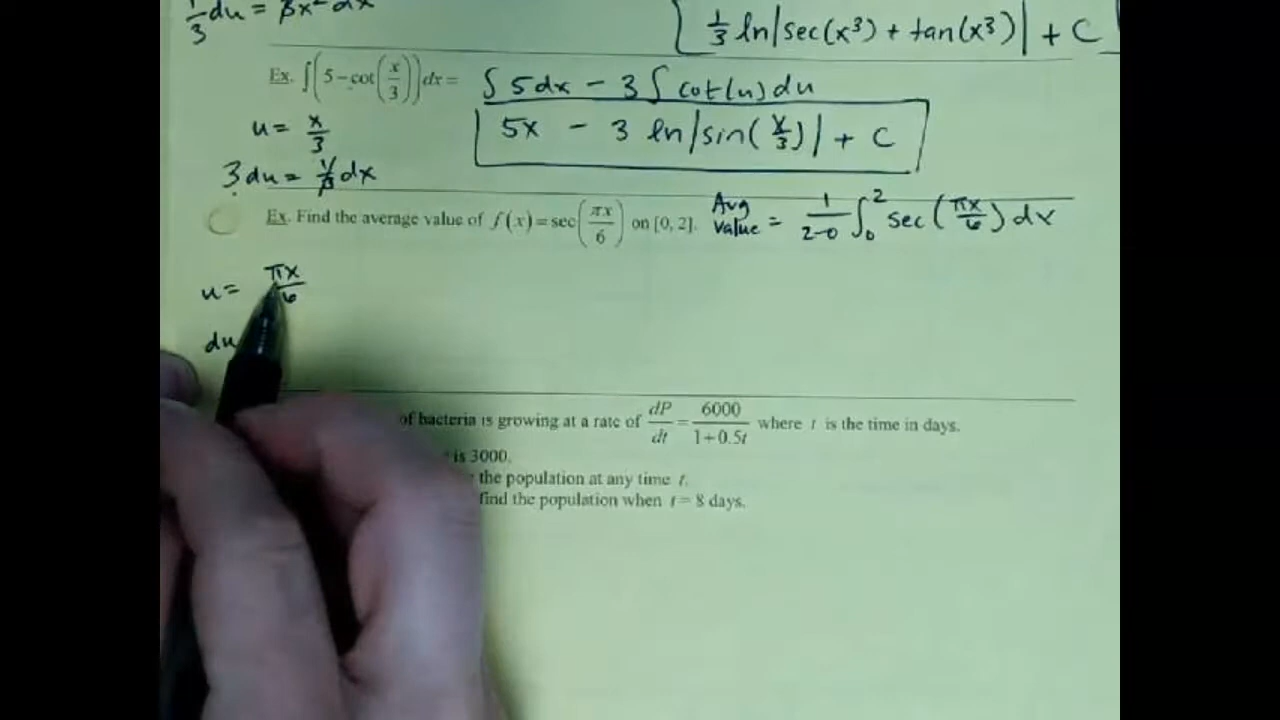 1/3 du = 3x² dx
1/3 ln|sec(x³) + tan(x³)| + C
Ex. ∫(5 − cot(x/3))dx = ∫ 5dx − 3 ∫ cot(u) du
u = x/3
5x − 3 ln|sin(x/3)| + C
3 du = 1/3 dx
Ex. Find the average value of f(x) = sec(πx/6) on [0, 2]. Avg Value = 1/(2-0) ∫₀² sec(πx/6) dx
u = πx/6
du
of bacteria is growing at a rate of dP/dt = 6000/(1+0.5t) where t is the time in days.
is 3000.
the population at any time t.
find the population when t = 8 days.